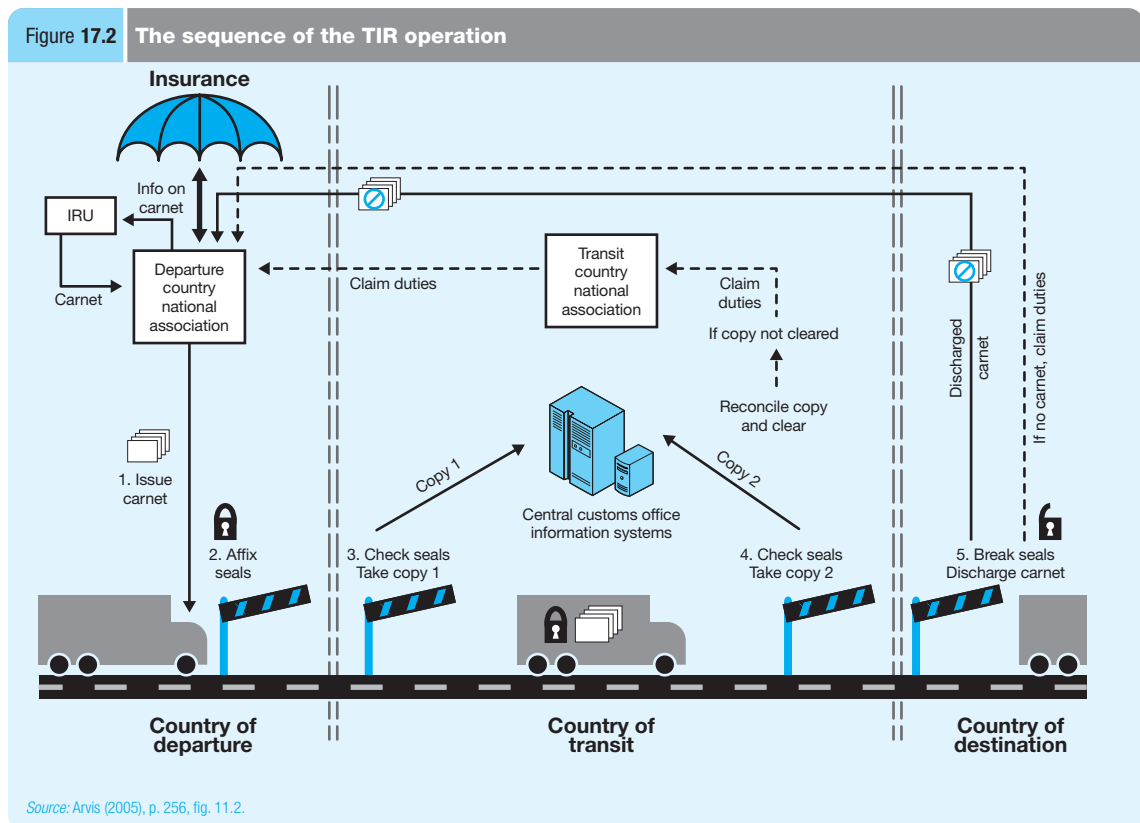 Figure 17.2
The sequence of the TIR operation
Insurance
Info on
carnet
IRU
Carnet
Departure
country
national
association
Claim duties
Transit
country
national
association
Claim
duties
If copy not cleared
Reconcile copy
and clear
Discharged
carnet
If no carnet, claim duties
1. Issue
carnet
Copy 1
Copy 2
Central customs office
information systems
2. Affix
seals
3. Check seals
Take copy 1
4. Check seals
Take copy 2
5. Break seals
Discharge carnet
Country of
departure
Country of
transit
Country of
destination
Source: Arvis (2005), p. 256, fig. 11.2.